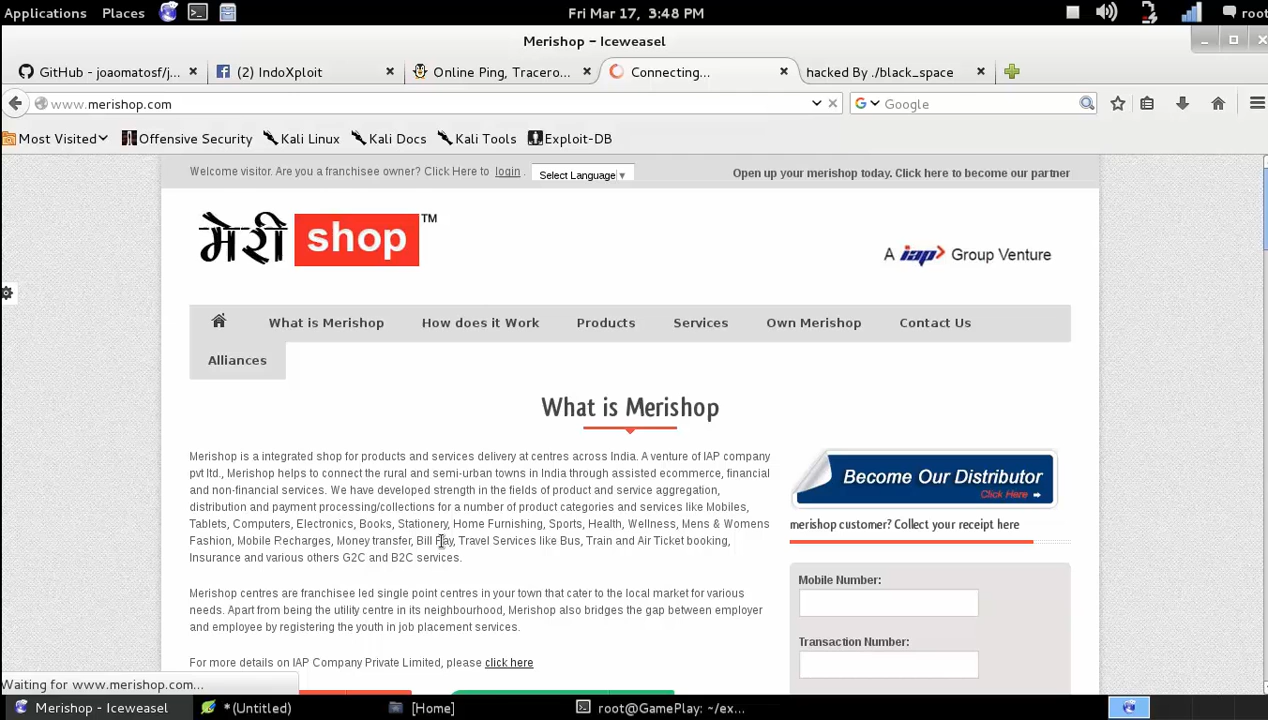 Applications Places Fri Mar 17, 3:48 PM root
Merishop – Iceweasel
GitHub - joaomatosf/j... × (2) IndoXploit × Online Ping, Tracero... × Connecting... × hacked By ./black_space ×
www.merishop.com Google
Most Visited Offensive Security Kali Linux Kali Docs Kali Tools Exploit-DB
Welcome visitor. Are you a franchisee owner? Click Here to login . Select Language ▼ Open up your merishop today. Click here to become our partner
मेरी shop TM
A iap Group Venture
What is Merishop How does it Work Products Services Own Merishop Contact Us
Alliances
What is Merishop
Merishop is a integrated shop for products and services delivery at centres across India. A venture of IAP company
pvt ltd., Merishop helps to connect the rural and semi-urban towns in India through assisted ecommerce, financial
and non-financial services. We have developed strength in the fields of product and service aggregation,
distribution and payment processing/collections for a number of product categories and services like Mobiles,
Tablets, Computers, Electronics, Books, Stationery, Home Furnishing, Sports, Health, Wellness, Mens & Womens
Fashion, Mobile Recharges, Money transfer, Bill Pay, Travel Services like Bus, Train and Air Ticket booking,
Insurance and various others G2C and B2C services.
Become Our Distributor
Click Here
merishop customer? Collect your receipt here
Mobile Number:
Merishop centres are franchisee led single point centres in your town that cater to the local market for various
needs. Apart from being the utility centre in its neighbourhood, Merishop also bridges the gap between employer
and employee by registering the youth in job placement services.
Transaction Number:
For more details on IAP Company Private Limited, please click here
Waiting for www.merishop.com...
Merishop - Iceweasel *(Untitled) [Home] root@GamePlay: ~/ex...